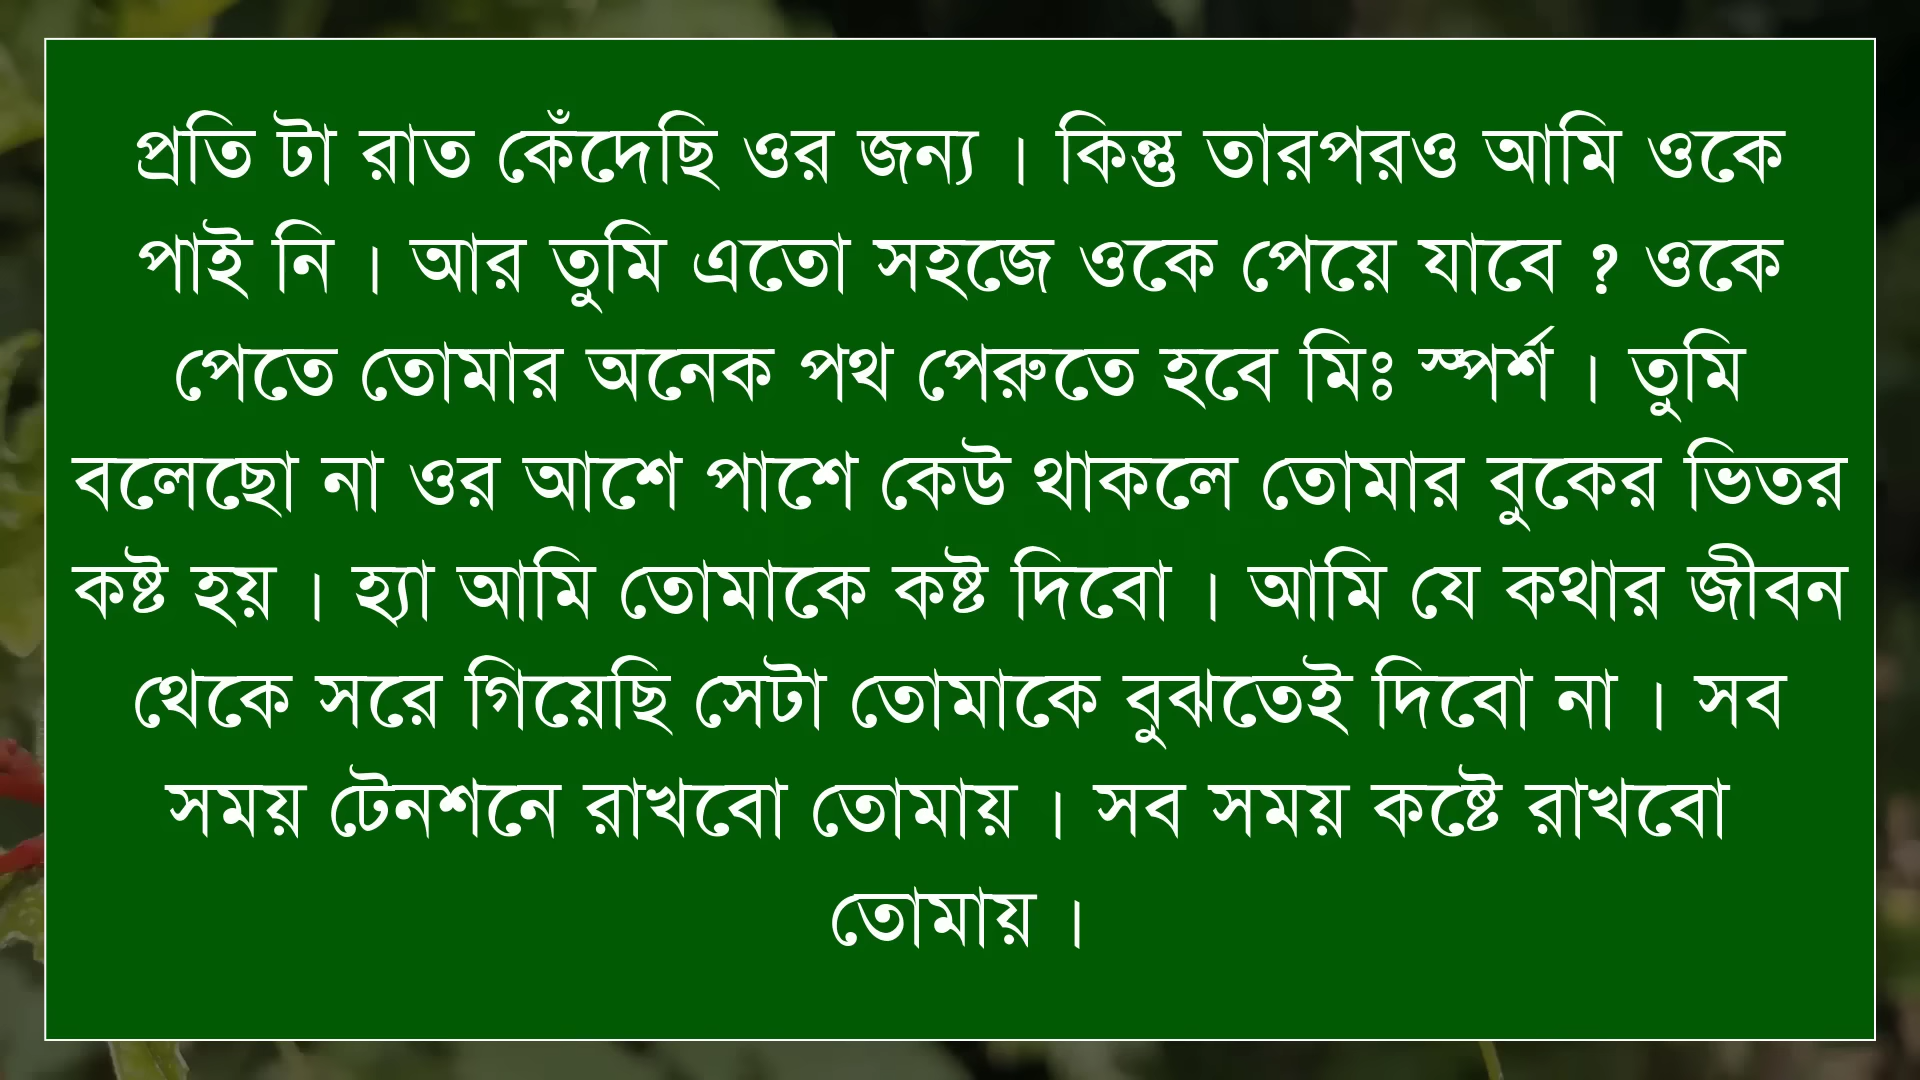 প্রতি টা রাত কেঁদেছি ওর জন্য । কিন্তু তারপরও আমি ওকে
পাই নি । আর তুমি এতো সহজে ওকে পেয়ে যাবে ? ওকে
পেতে তোমার অনেক পথ পেরুতে হবে মিঃ স্পর্শ । তুমি
বলেছো না ওর আশে পাশে কেউ থাকলে তোমার বুকের ভিতর
কষ্ট হয় । হ্যা আমি তোমাকে কষ্ট দিবো । আমি যে কথার জীবন
থেকে সরে গিয়েছি সেটা তোমাকে বুঝতেই দিবো না । সব
সময় টেনশনে রাখবো তোমায় । সব সময় কষ্টে রাখবো
তোমায় ।